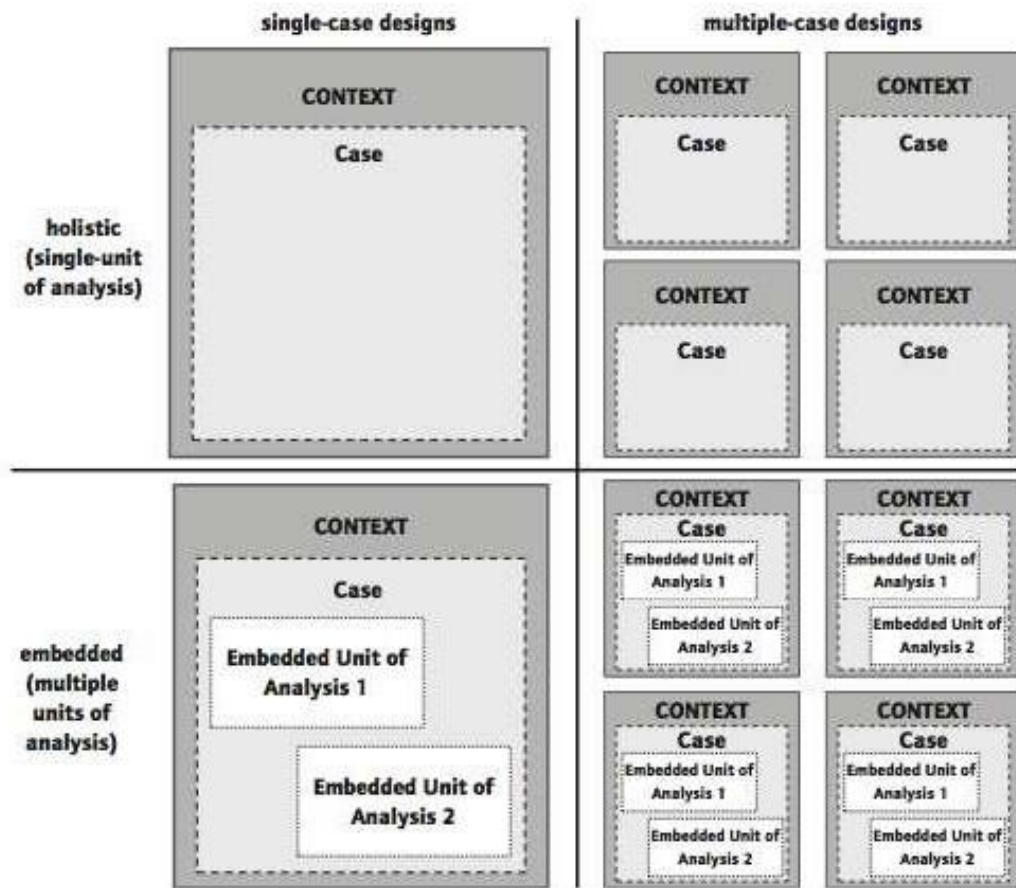 single-case designs
multiple-case designs
holistic
(single-unit
of analysis)
CONTEXT
Case
CONTEXT
Case
CONTEXT
Case
CONTEXT
Case
CONTEXT
Case
embedded
(multiple
units of
analysis)
CONTEXT
Case
Embedded Unit of
Analysis 1
Embedded Unit of
Analysis 2
CONTEXT
Case
Embedded Unit of
Analysis 1
Embedded Unit of
Analysis 2
CONTEXT
Case
Embedded Unit of
Analysis 1
Embedded Unit of
Analysis 2
CONTEXT
Case
Embedded Unit of
Analysis 1
Embedded Unit of
Analysis 2
CONTEXT
Case
Embedded Unit of
Analysis 1
Embedded Unit of
Analysis 2